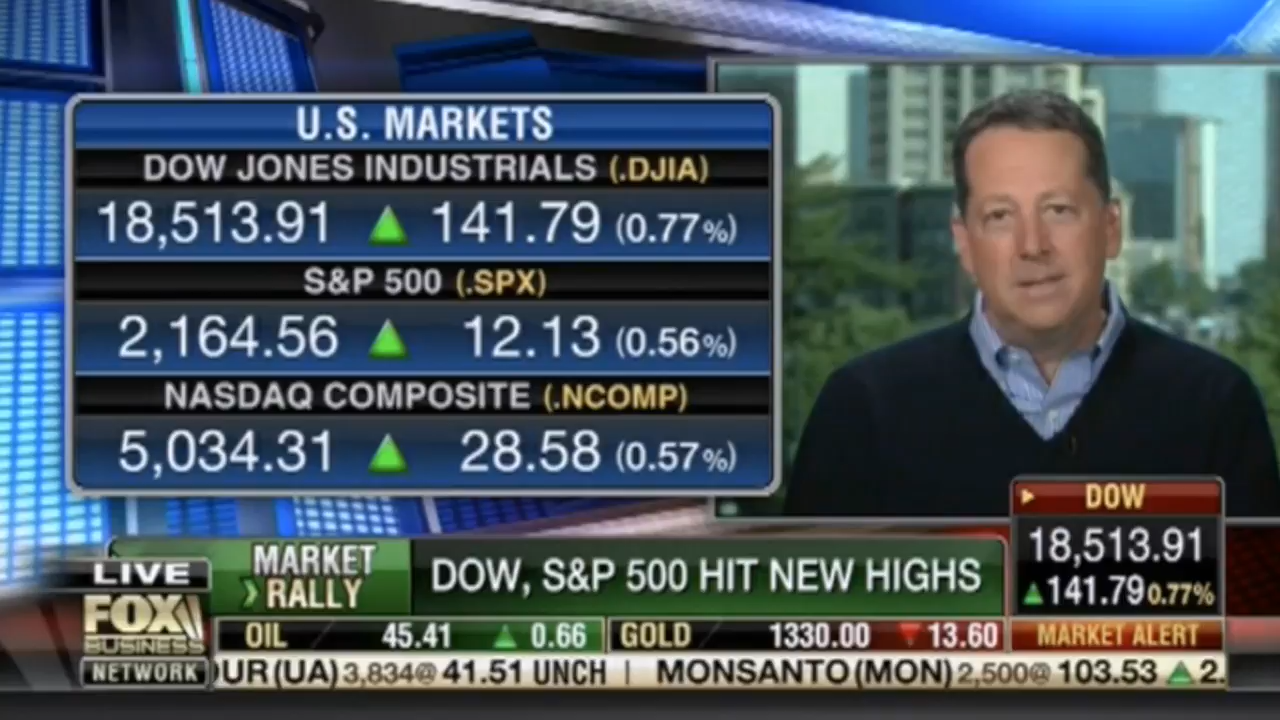 U.S. MARKETS
DOW JONES INDUSTRIALS (.DJIA)
18,513.91 ▲ 141.79 (0.77%)
S&P 500 (.SPX)
2,164.56 ▲ 12.13 (0.56%)
NASDAQ COMPOSITE (.NCOMP)
5,034.31 ▲ 28.58 (0.57%)
DOW
18,513.91
▲141.79 0.77%
MARKET ALERT
MARKET
RALLY
DOW, S&P 500 HIT NEW HIGHS
LIVE
FOX
BUSINESS
NETWORK
OIL 45.41 ▲ 0.66 GOLD 1330.00 ▼ 13.60
UR (UA) 3,834@ 41.51 UNCH | MONSANTO (MON) 2,500@ 103.53 ▲ 2.